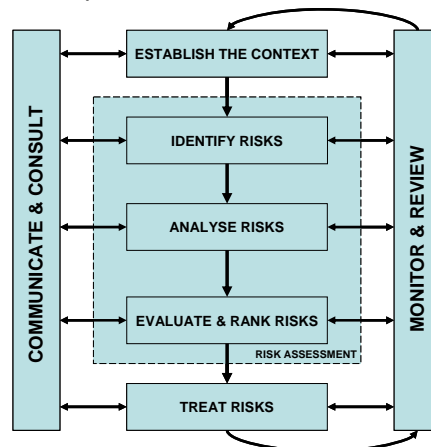 ESTABLISH THE CONTEXT
COMMUNICATE & CONSULT
MONITOR & REVIEW
IDENTIFY RISKS
ANALYSE RISKS
EVALUATE & RANK RISKS
RISK ASSESSMENT
TREAT RISKS